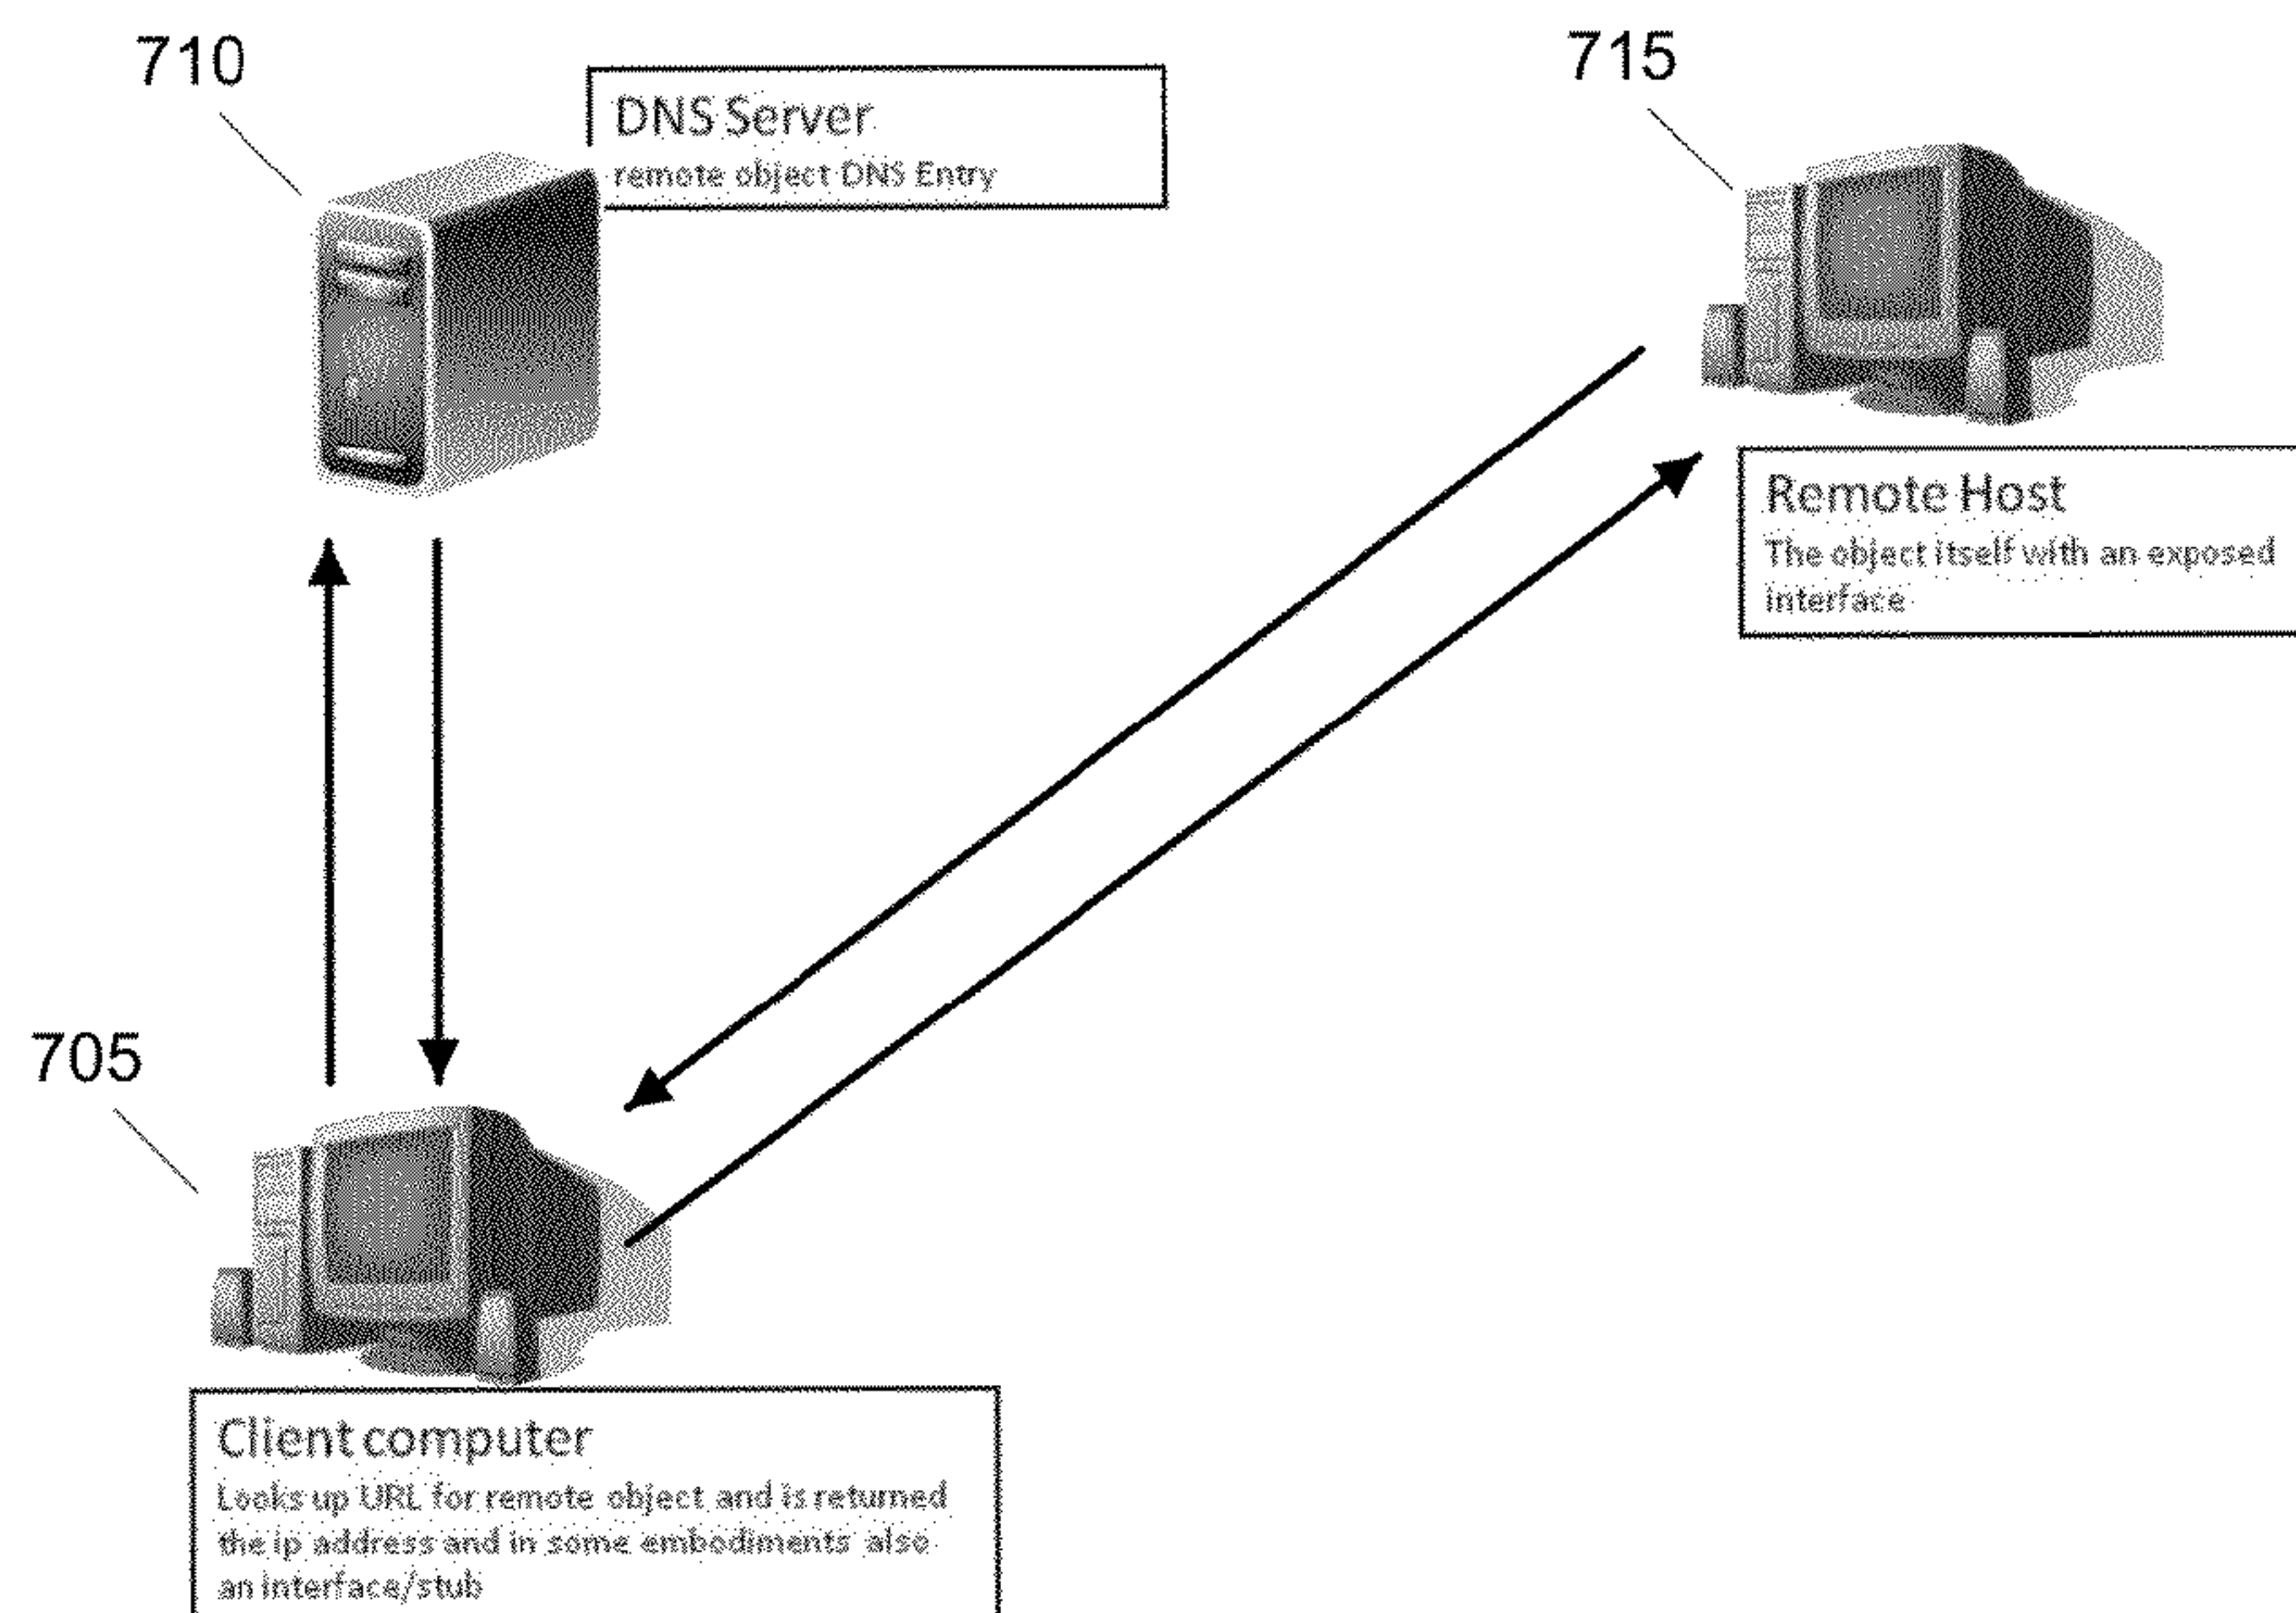 710
DNS Server
remote object DNS Entry
715
Remote Host
The object itself with an exposed
interface
705
Client computer
Looks up URL for remote object and is returned
the ip address and in some embodiments also
an interface/stub